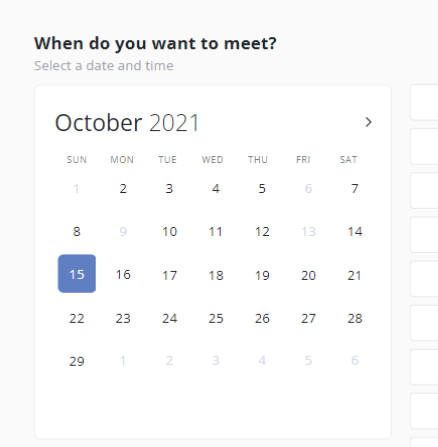 When do you want to meet?
Select a date and time
October 2021 >
SUN MON TUE WED THU FRI SAT
1 2 3 4 5 6 7
8 9 10 11 12 13 14
15 16 17 18 19 20 21
22 23 24 25 26 27 28
29 1 2 3 4 5 6